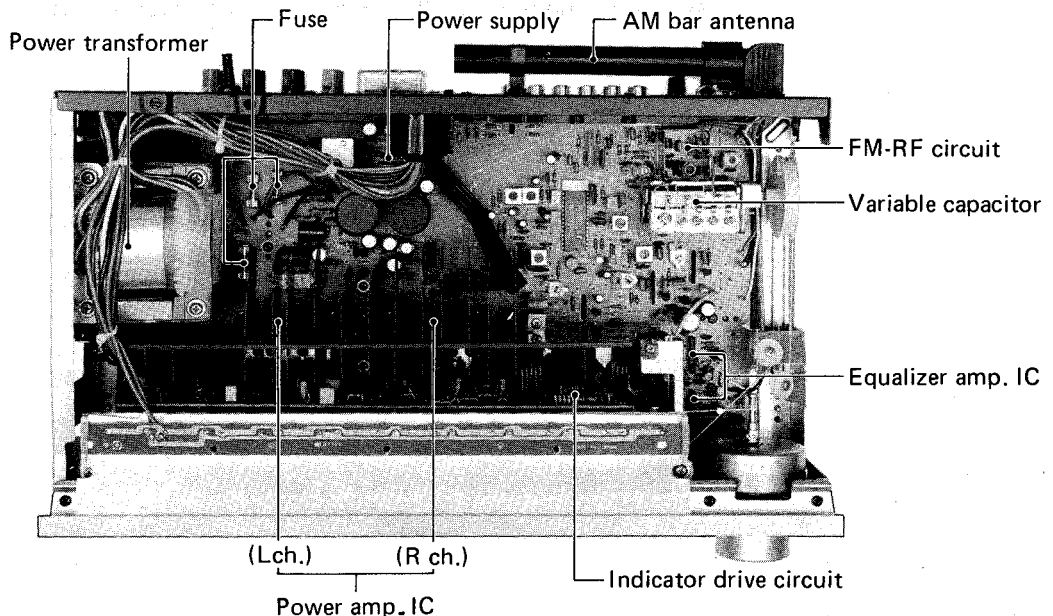 Fuse
Power supply
AM bar antenna
Power transformer
FM-RF circuit
Variable capacitor
Equalizer amp. IC
(Lch.)
(R ch.)
Indicator drive circuit
Power amp. IC